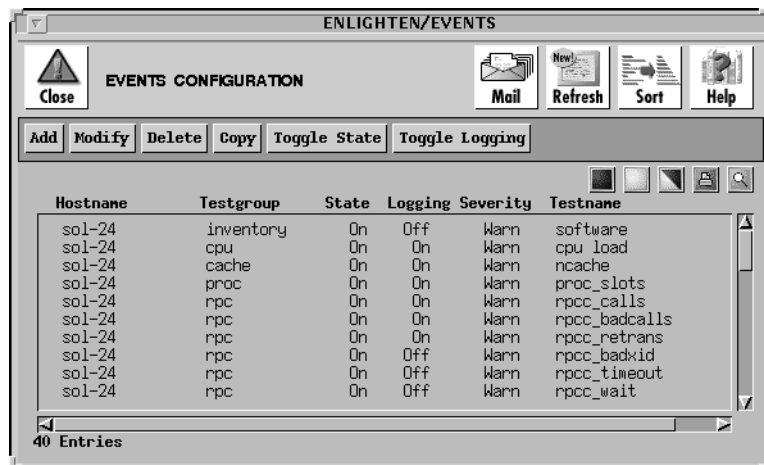 ENLIGHTEN/EVENTS
Close
EVENTS CONFIGURATION
Mail
New!
Refresh
Sort
Help
Add Modify Delete Copy Toggle State Toggle Logging
Hostname Testgroup State Logging Severity Testname
sol-24 inventory On Off Warn software
sol-24 cpu On On Warn cpu load
sol-24 cache On On Warn ncache
sol-24 proc On On Warn proc_slots
sol-24 rpc On On Warn rpcc_calls
sol-24 rpc On On Warn rpcc_badcalls
sol-24 rpc On On Warn rpcc_retrans
sol-24 rpc On Off Warn rpcc_badxid
sol-24 rpc On Off Warn rpcc_timeout
sol-24 rpc On Off Warn rpcc_wait
40 Entries